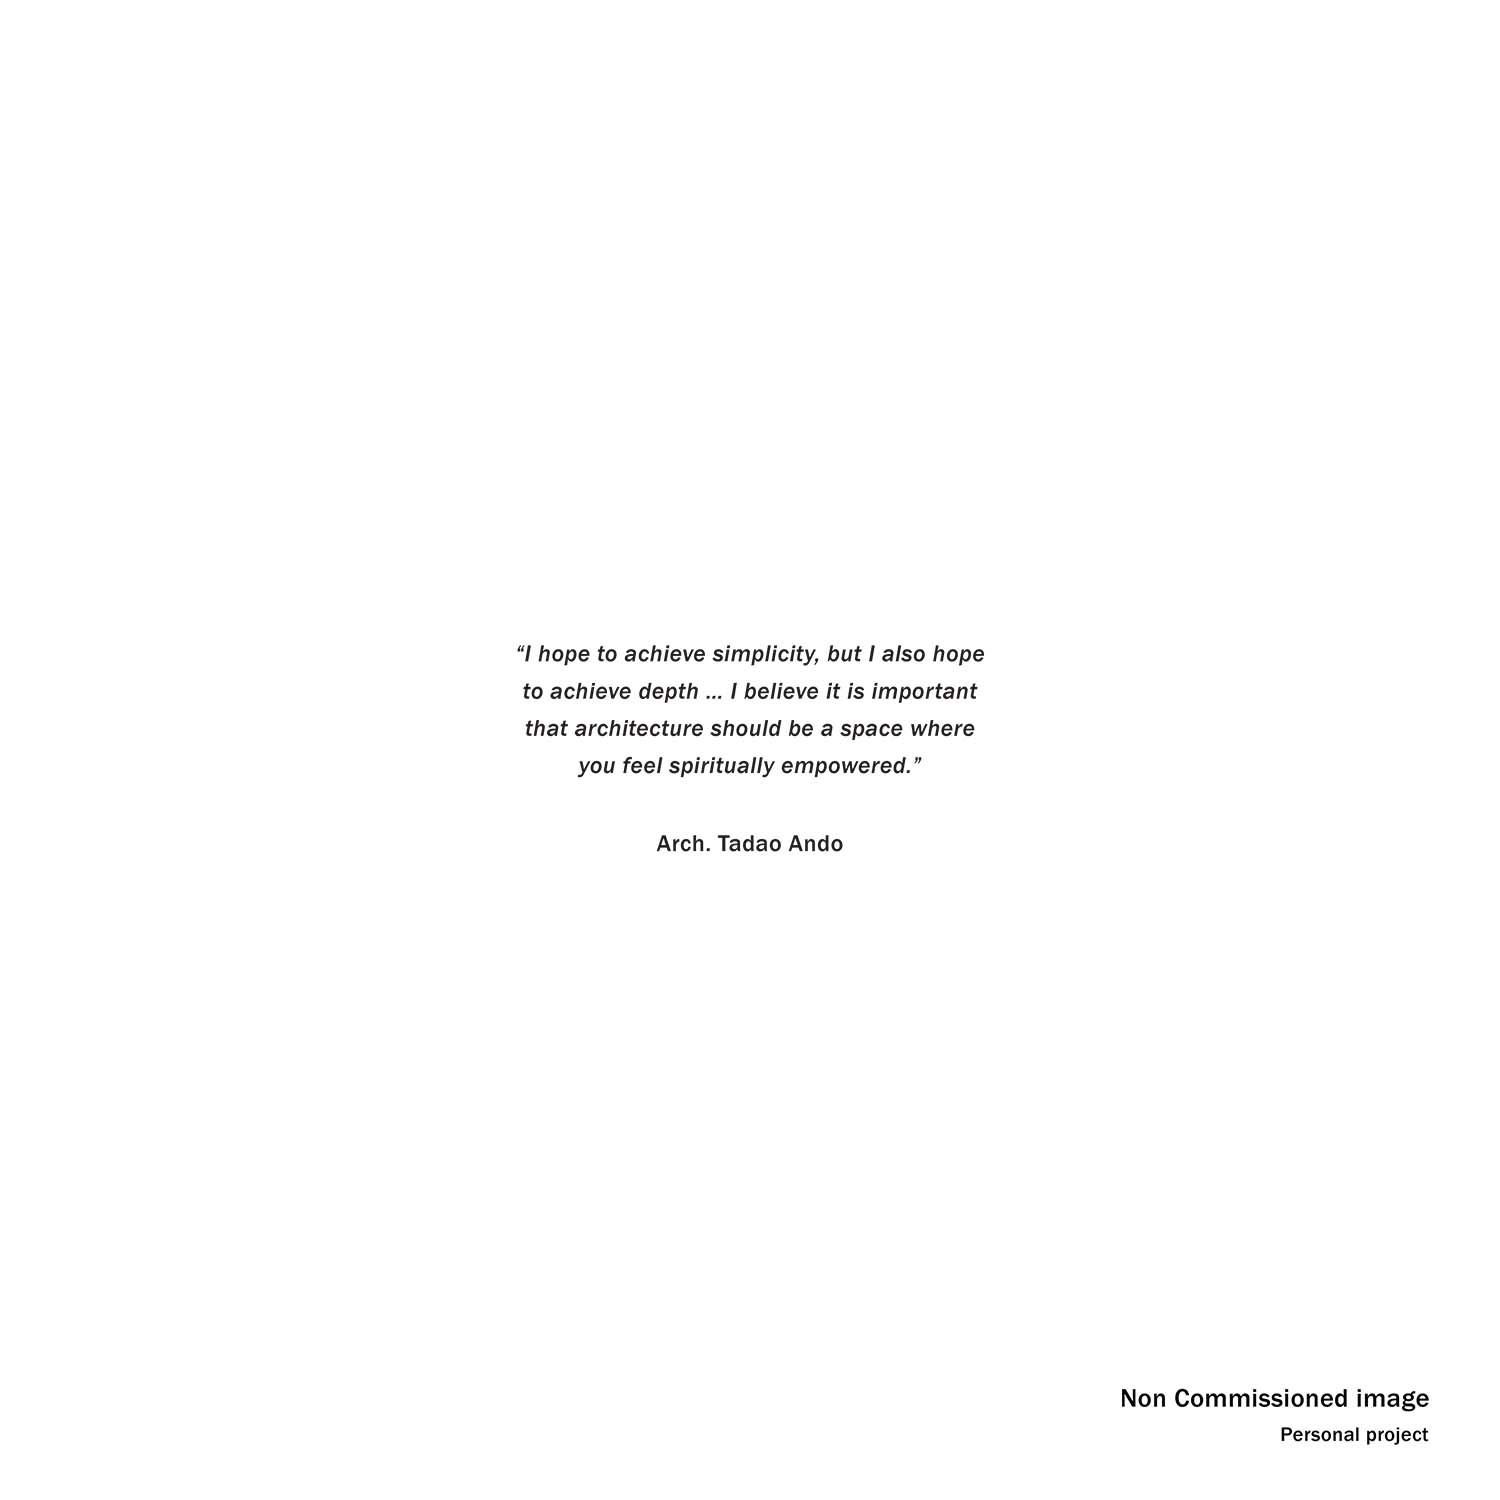 “I hope to achieve simplicity, but I also hope
to achieve depth ... I believe it is important
that architecture should be a space where
you feel spiritually empowered.”
Arch. Tadao Ando
Non Commissioned image
Personal project